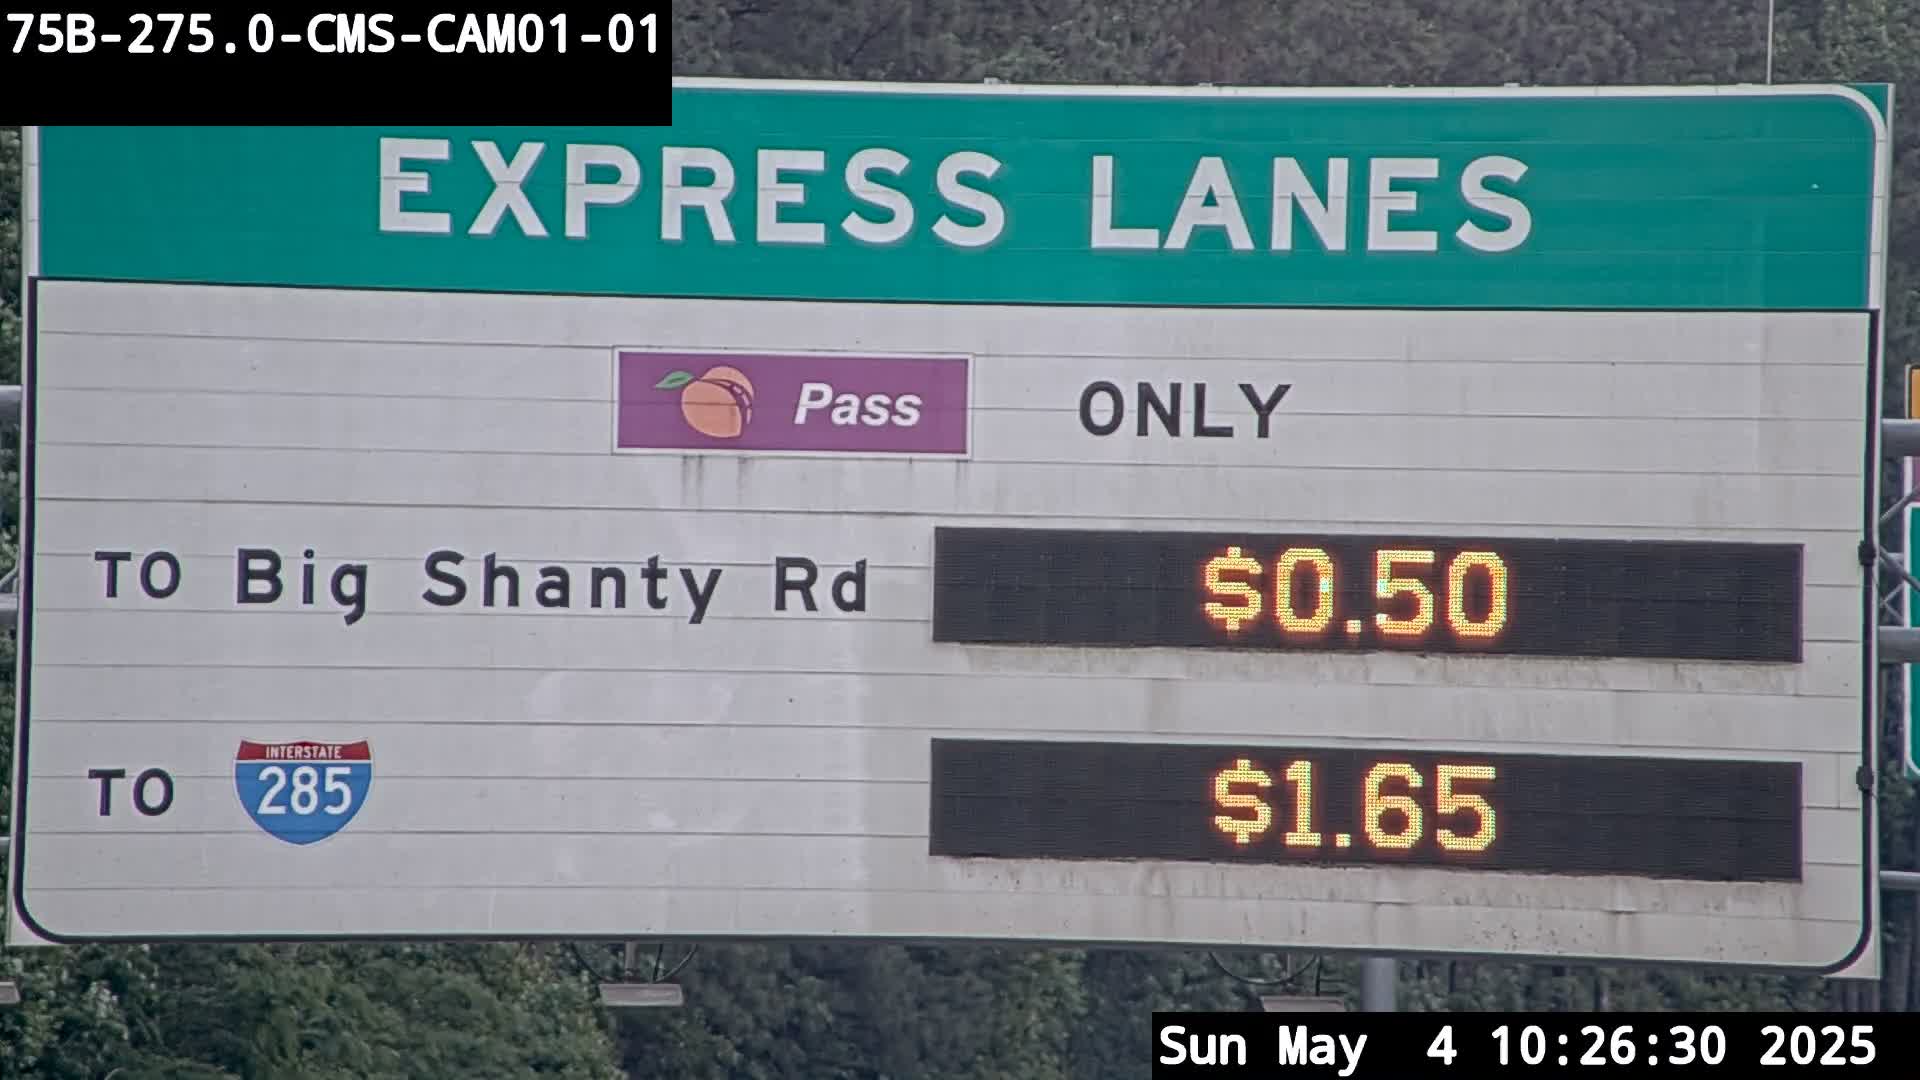 75B-275.0-CMS-CAM01-01
EXPRESS LANES
Pass ONLY
TO Big Shanty Rd $0.50
INTERSTATE
TO 285 $1.65
Sun May 4 10:26:30 2025